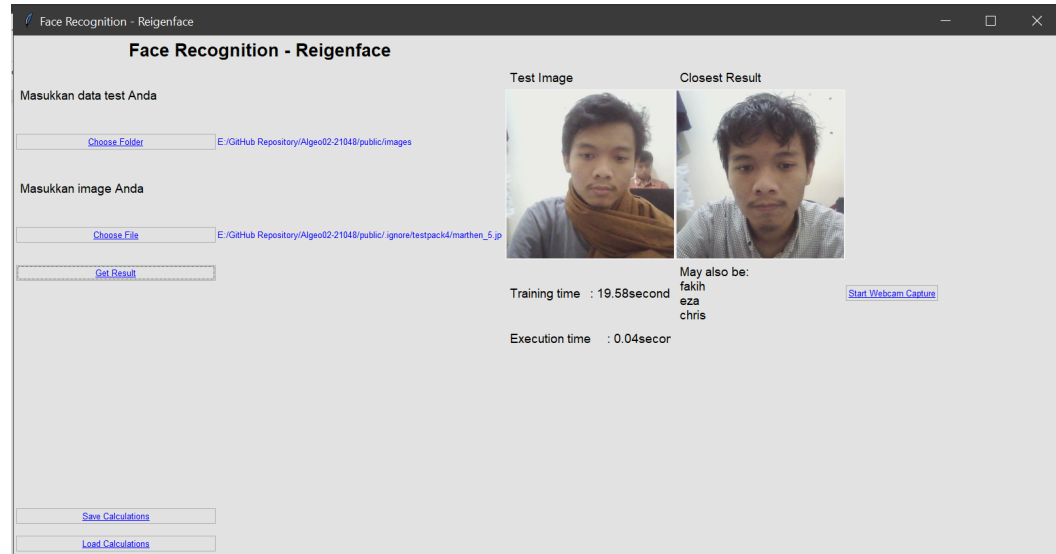 Face Recognition - Reigenface
Face Recognition - Reigenface
Test Image
Closest Result
Masukkan data test Anda
Choose Folder
E:/GitHub Repository/Algeo02-21048/public/images
Masukkan image Anda
Choose File
E:/GitHub Repository/Algeo02-21048/public/.ignore/testpack4/marthen_5.jp
Get Result
May also be:
fakih
eza
chris
Training time : 19.58second
Start Webcam Capture
Execution time : 0.04secor
Save Calculations
Load Calculations